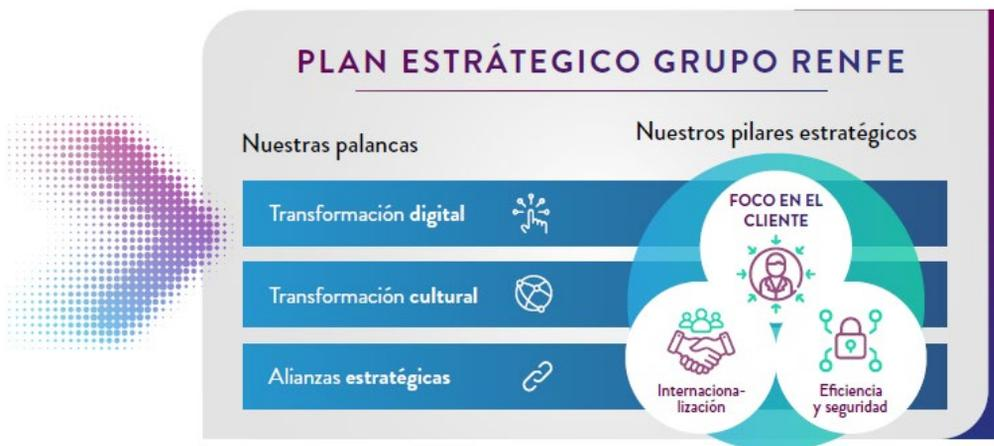 PLAN ESTRÁTEGICO GRUPO RENFE
Nuestras palancas
Nuestros pilares estratégicos
Transformación digital
Transformación cultural
Alianzas estratégicas
FOCO EN EL
CLIENTE
Internaciona-
lización
Eficiencia
y seguridad